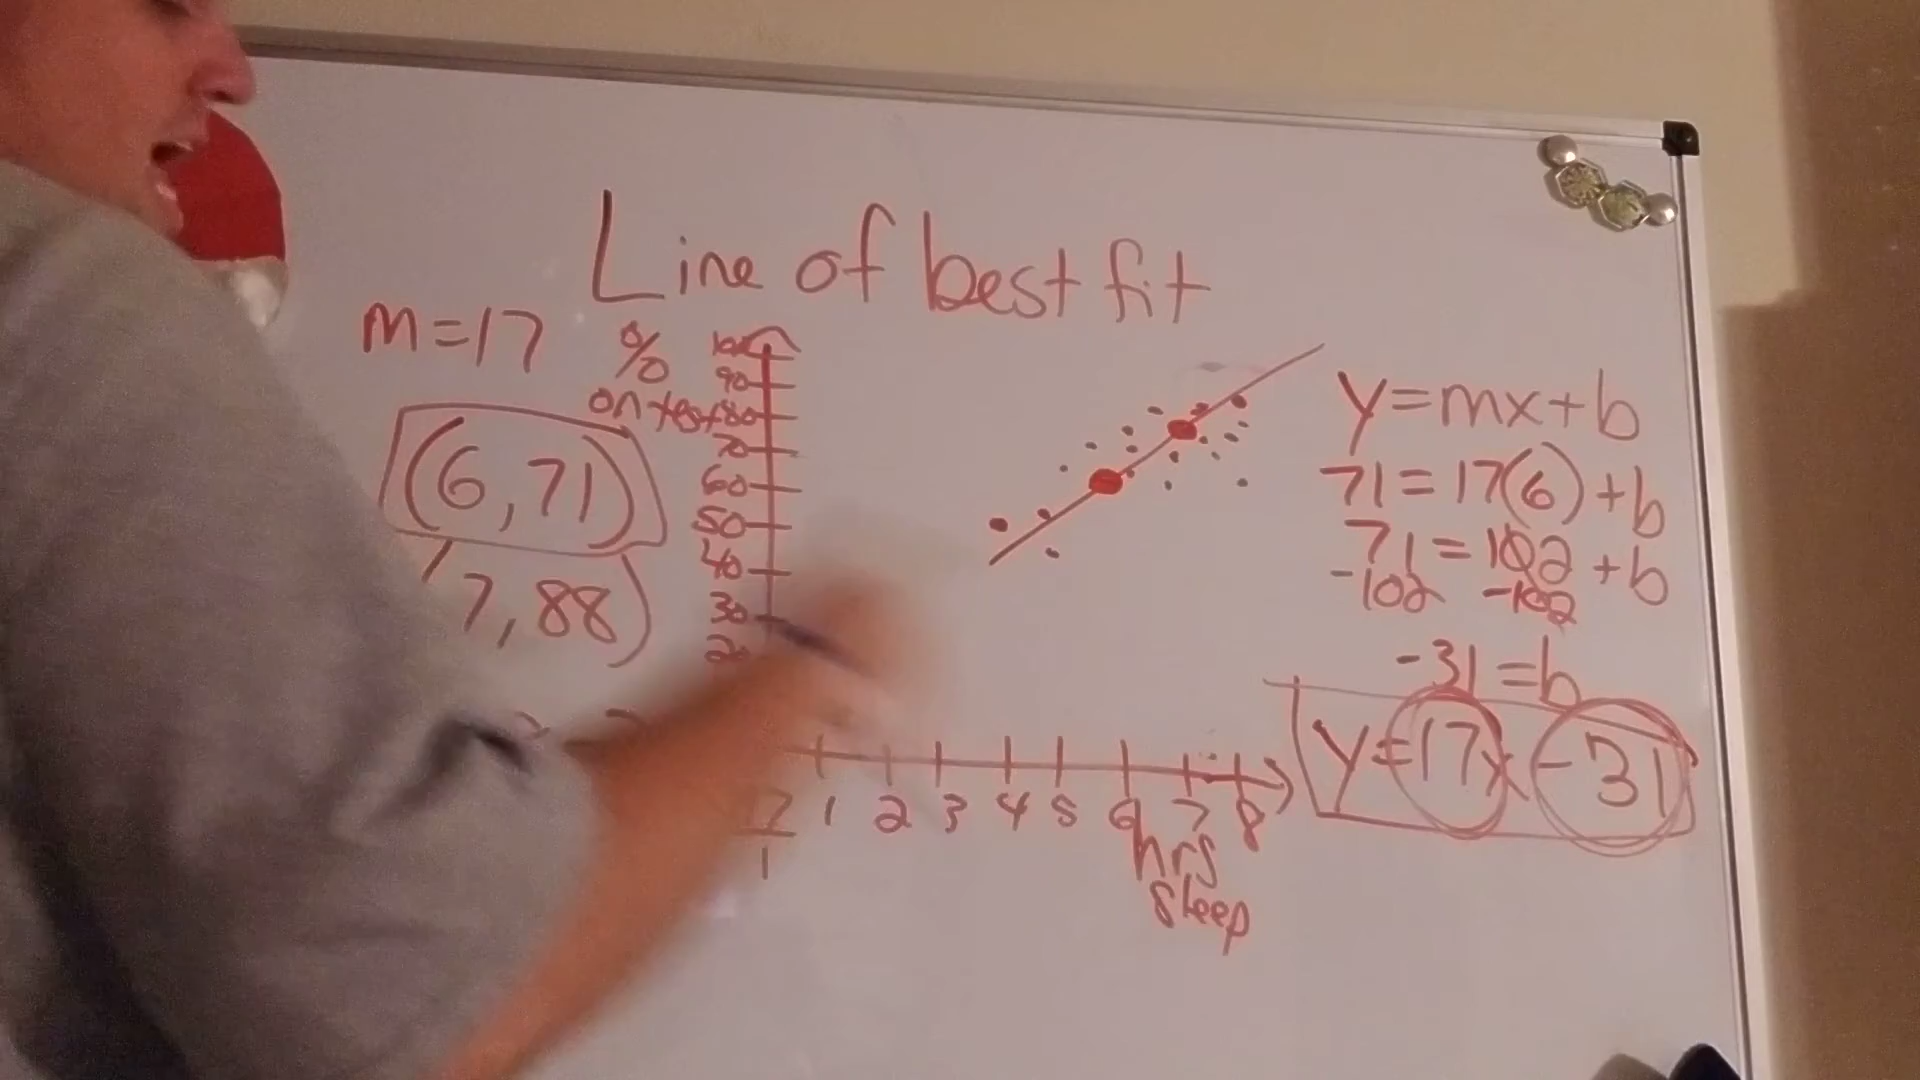 Line of best fit
m=17
(6,71)
7,88)
%
on test
100
90
80
70
60
50
40
30
20
1 2 3 4 5 6 7 8
hrs
sleep
1
y=mx+b
71=17(6)+b
71=102+b
-102 -102
-31=b
y=17x-31